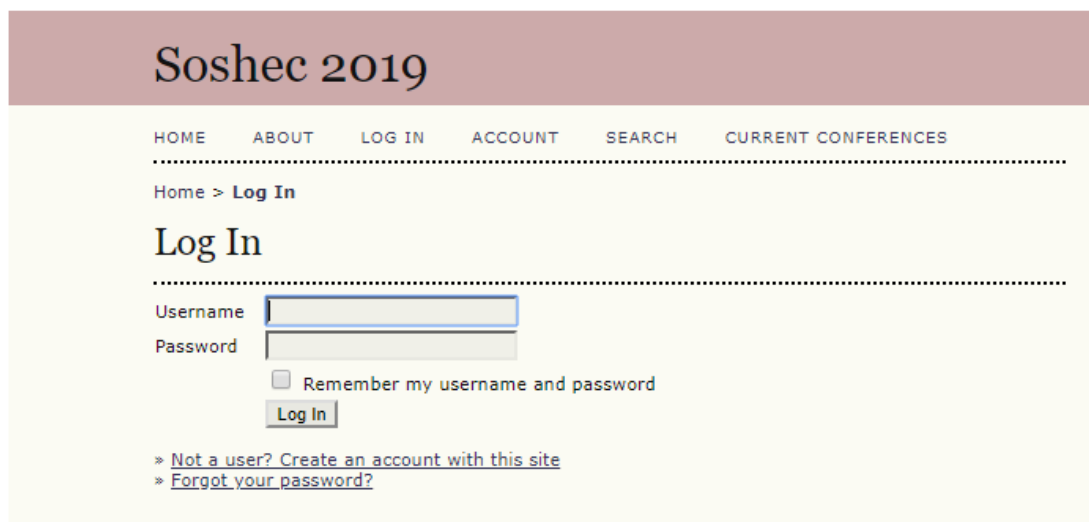 Soshec 2019
HOME ABOUT LOG IN ACCOUNT SEARCH CURRENT CONFERENCES
Home > Log In
Log In
Username
Password
Remember my username and password
Log In
» Not a user? Create an account with this site
» Forgot your password?